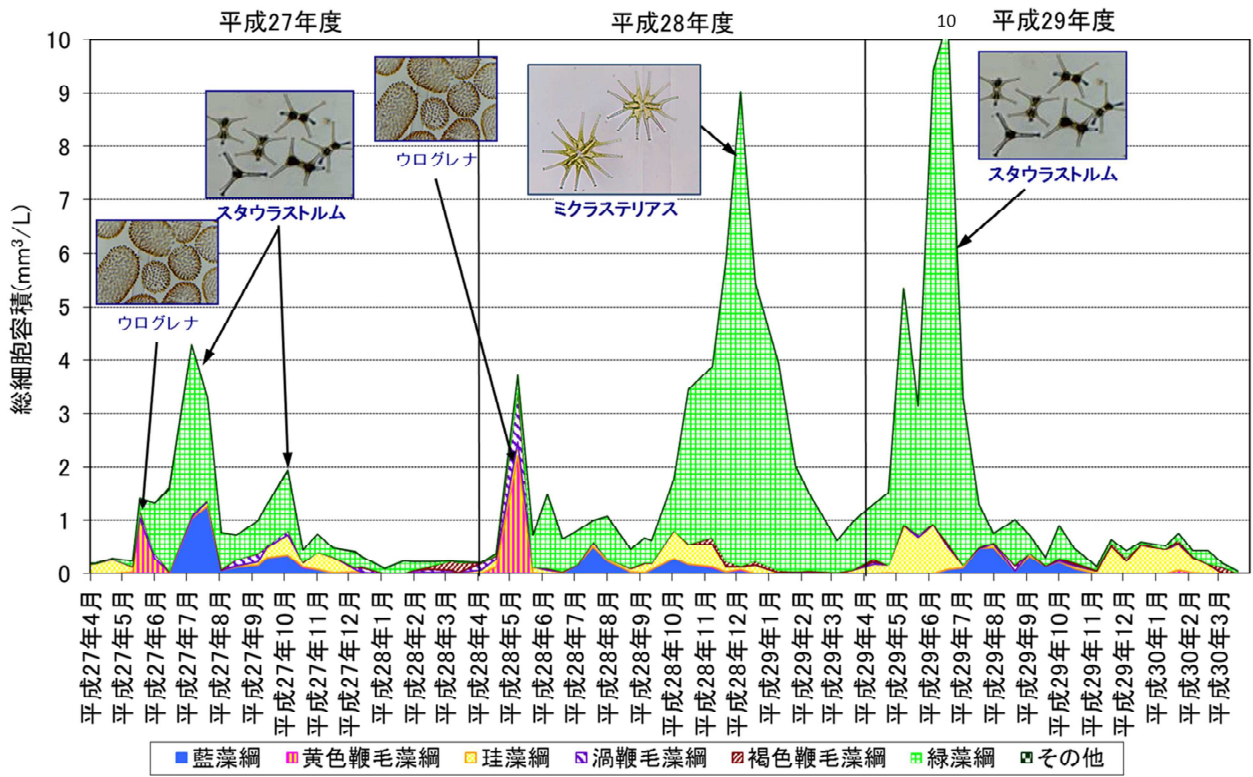 平成27年度
平成28年度
10
平成29年度
総細胞容積(mm³/L)
10
9
8
7
6
5
4
3
2
1
0
ウログレナ
スタウラストルム
ウログレナ
ミクラステリアス
スタウラストルム
平成27年4月
平成27年5月
平成27年6月
平成27年7月
平成27年8月
平成27年9月
平成27年10月
平成27年11月
平成27年12月
平成28年1月
平成28年2月
平成28年3月
平成28年4月
平成28年5月
平成28年6月
平成28年7月
平成28年8月
平成28年9月
平成28年10月
平成28年11月
平成28年12月
平成29年1月
平成29年2月
平成29年3月
平成29年4月
平成29年5月
平成29年6月
平成29年7月
平成29年8月
平成29年9月
平成29年10月
平成29年11月
平成29年12月
平成30年1月
平成30年2月
平成30年3月
藍藻綱 黄色鞭毛藻綱 珪藻綱 渦鞭毛藻綱 褐色鞭毛藻綱 緑藻綱 その他